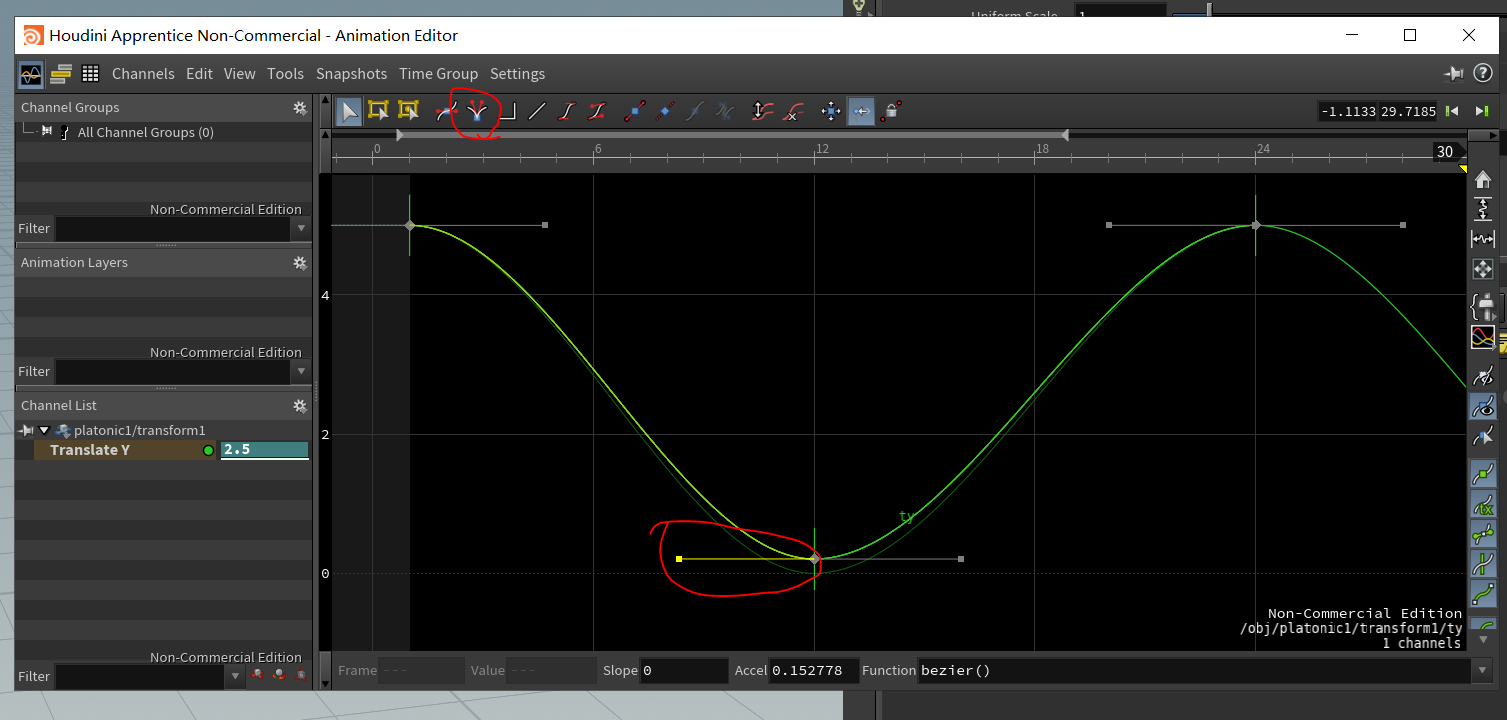 Uniform Scale 1
Houdini Apprentice Non-Commercial - Animation Editor
Channels Edit View Tools Snapshots Time Group Settings
Channel Groups
All Channel Groups (0)
Non-Commercial Edition
Filter
Animation Layers
Non-Commercial Edition
Filter
Channel List
platonic1/transform1
Translate Y 2.5
Non-Commercial Edition
Filter
-1.1133 29.7185
0 6 12 18 24 30
4
2
0
ty
Non-Commercial Edition
/obj/platonic1/transform1/ty
1 channels
Frame --- Value --- Slope 0 Accel 0.152778 Function bezier()